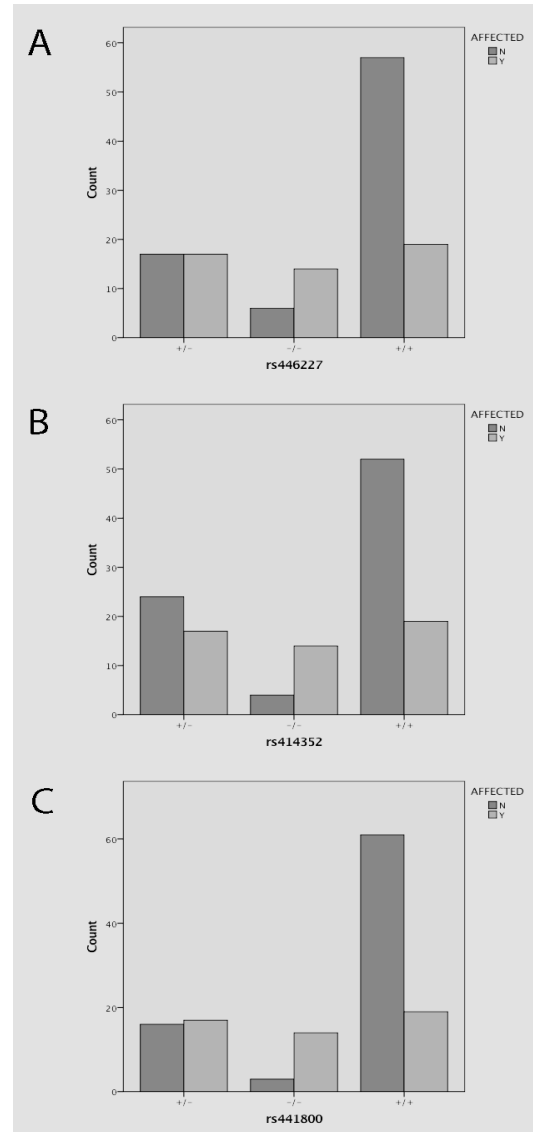 A
AFFECTED
N
Y
60
50
40
30
20
10
0
Count
+/-
-/-
+/+
rs446227
B
AFFECTED
N
Y
60
50
40
30
20
10
0
Count
+/-
-/-
+/+
rs414352
C
AFFECTED
N
Y
60
40
20
0
Count
+/-
-/-
+/+
rs441800